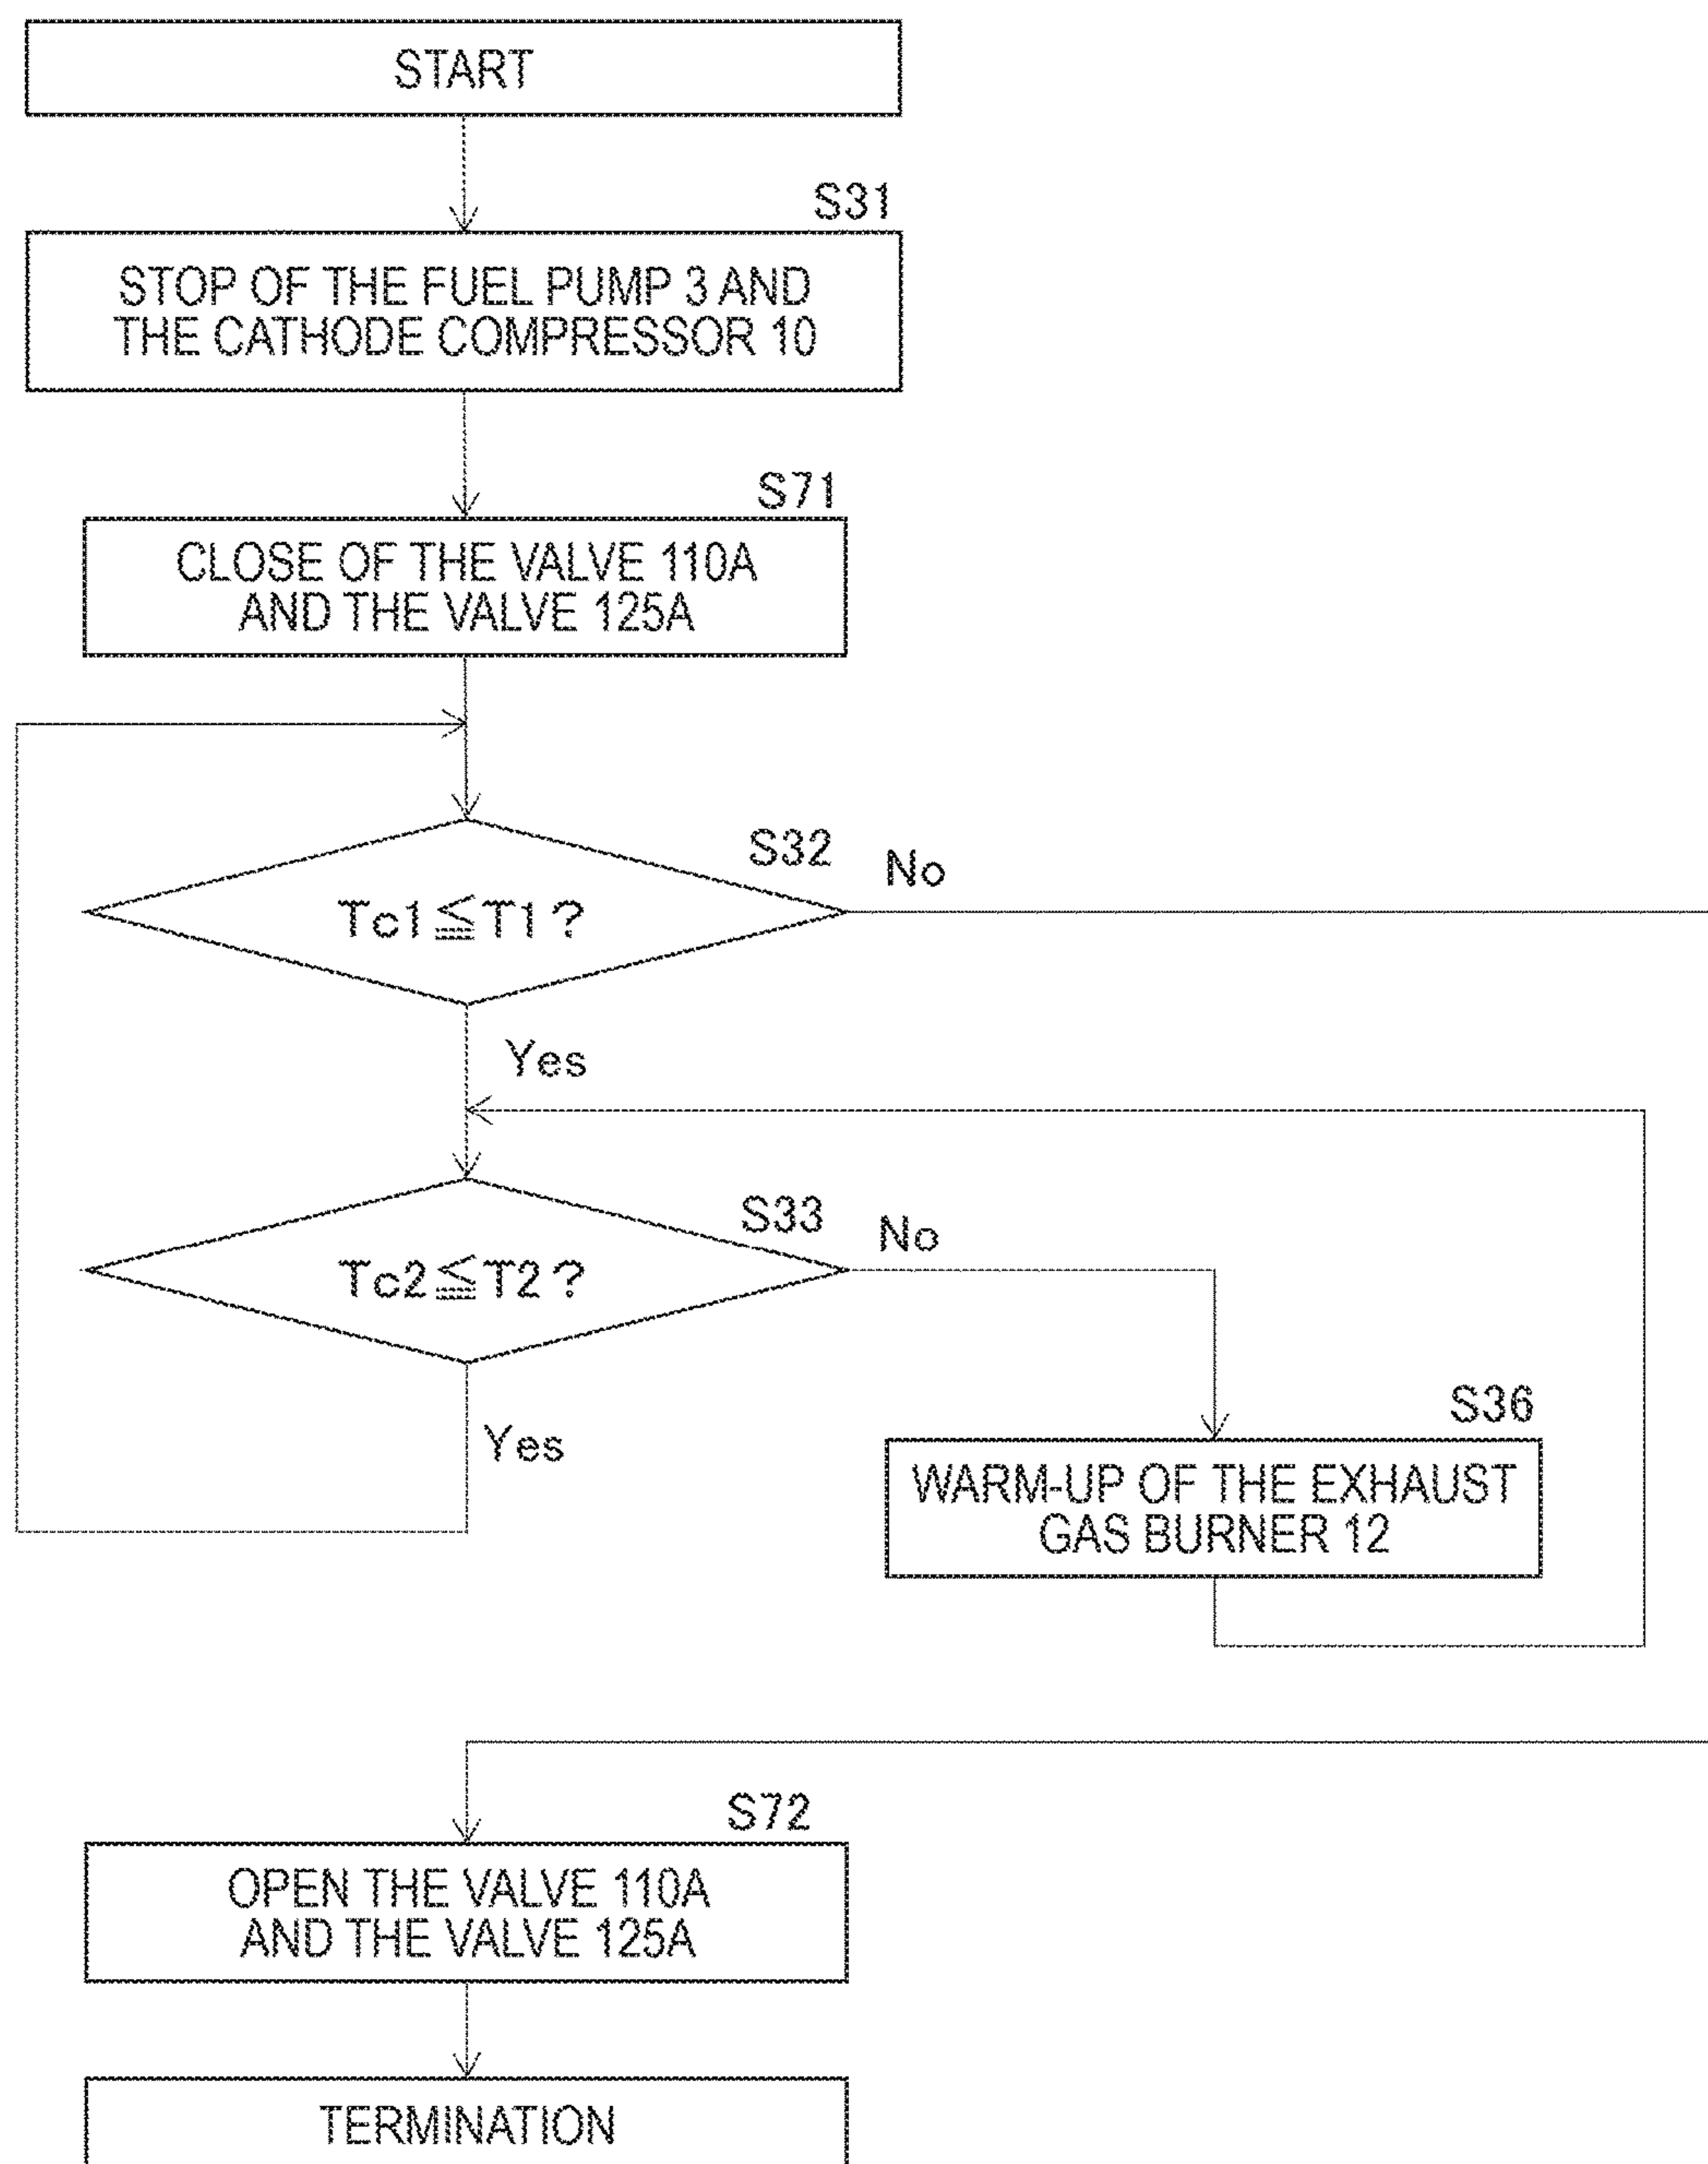 START
S31
STOP OF THE FUEL PUMP 3 AND
THE CATHODE COMPRESSOR 10
S71
CLOSE OF THE VALVE 110A
AND THE VALVE 125A
S32
No
Tc1≦T1?
Yes
S33
No
Tc2≦T2?
Yes
S36
WARM-UP OF THE EXHAUST
GAS BURNER 12
S72
OPEN THE VALVE 110A
AND THE VALVE 125A
TERMINATION